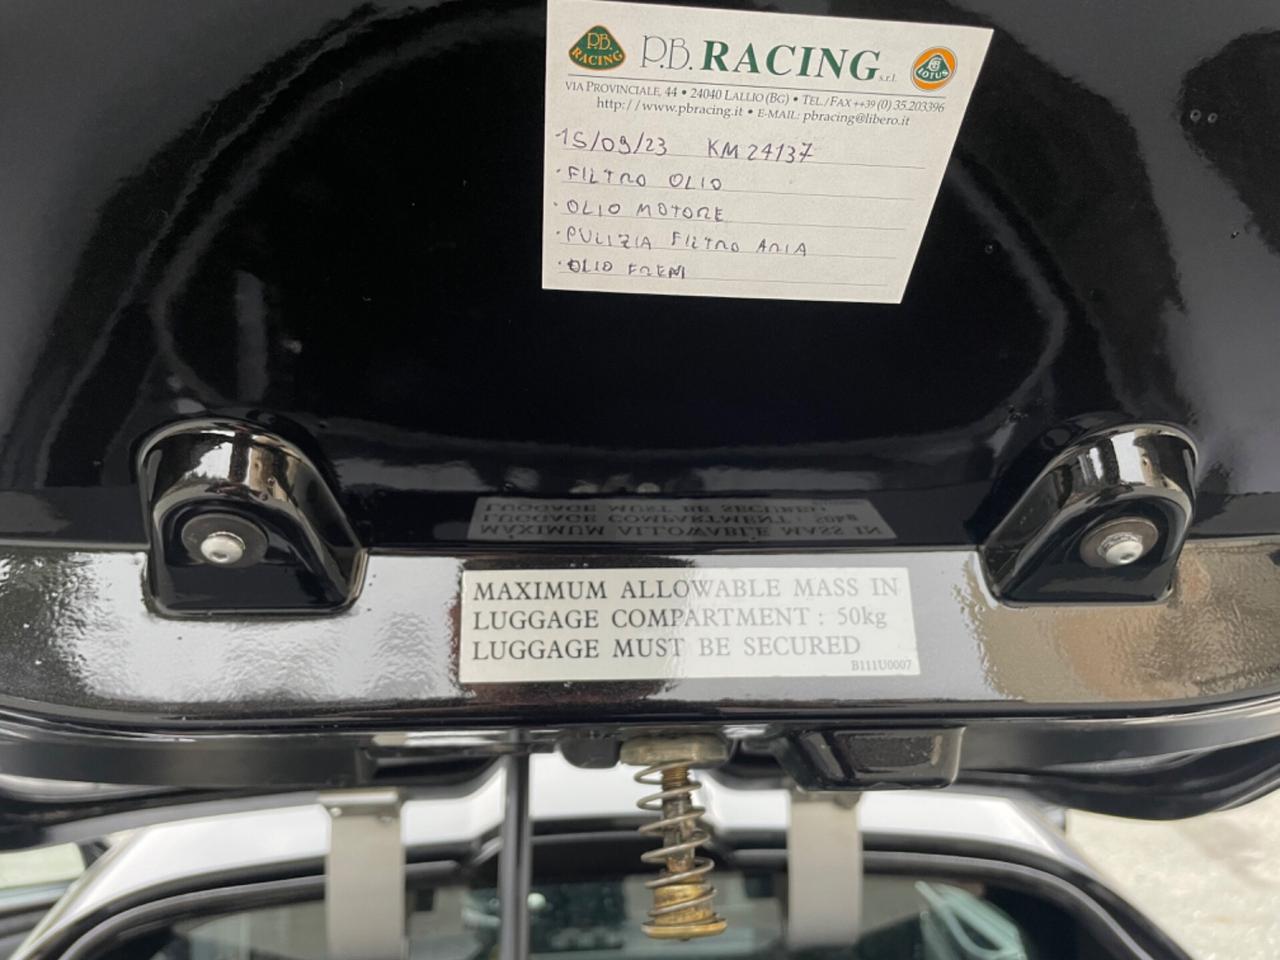 P.B. RACING
P.B. RACING s.r.l.
LOTUS
VIA PROVINCIALE, 44 • 24040 LALLIO (BG) • TEL./FAX ++39 (0) 35.203396
http://www.pbracing.it • E-MAIL: pbracing@libero.it
15/09/23 KM 24137
· FILTRO OLIO
· OLIO MOTORE
· PULIZIA FILTRO ARIA
· OLIO FRENI
MAXIMUM ALLOWABLE MASS IN
LUGGAGE COMPARTMENT : 50kg
LUGGAGE MUST BE SECURED
B111U0007